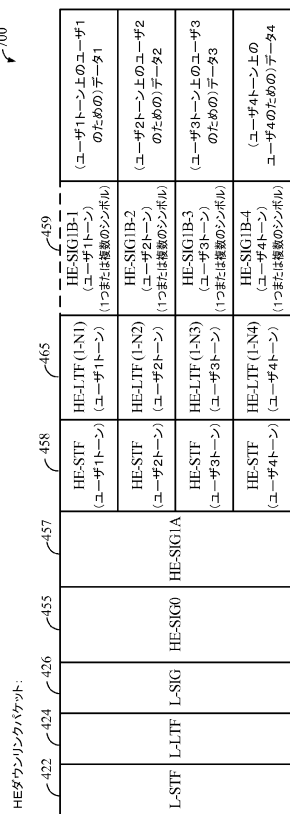 700
HEダウンリンクパケット:
422
424
426
455
457
458
465
459
L-STF
L-LTF
L-SIG
HE-SIG0
HE-SIG1A
HE-STF
(ユーザ1トーン)
HE-LTF (1-N1)
(ユーザ1トーン)
HE-SIG1B-1
(ユーザ1トーン)
(1つまたは複数のシンボル)
(ユーザ1トーン上のユーザ1
のための)データ1
HE-STF
(ユーザ2トーン)
HE-LTF (1-N2)
(ユーザ2トーン)
HE-SIG1B-2
(ユーザ2トーン)
(1つまたは複数のシンボル)
(ユーザ2トーン上のユーザ2
のための)データ2
HE-STF
(ユーザ3トーン)
HE-LTF (1-N3)
(ユーザ3トーン)
HE-SIG1B-3
(ユーザ3トーン)
(1つまたは複数のシンボル)
(ユーザ3トーン上のユーザ3
のための)データ3
HE-STF
(ユーザ4トーン)
HE-LTF (1-N4)
(ユーザ4トーン)
HE-SIG1B-4
(ユーザ4トーン)
(1つまたは複数のシンボル)
(ユーザ4トーン上の
ユーザ4のための)データ4